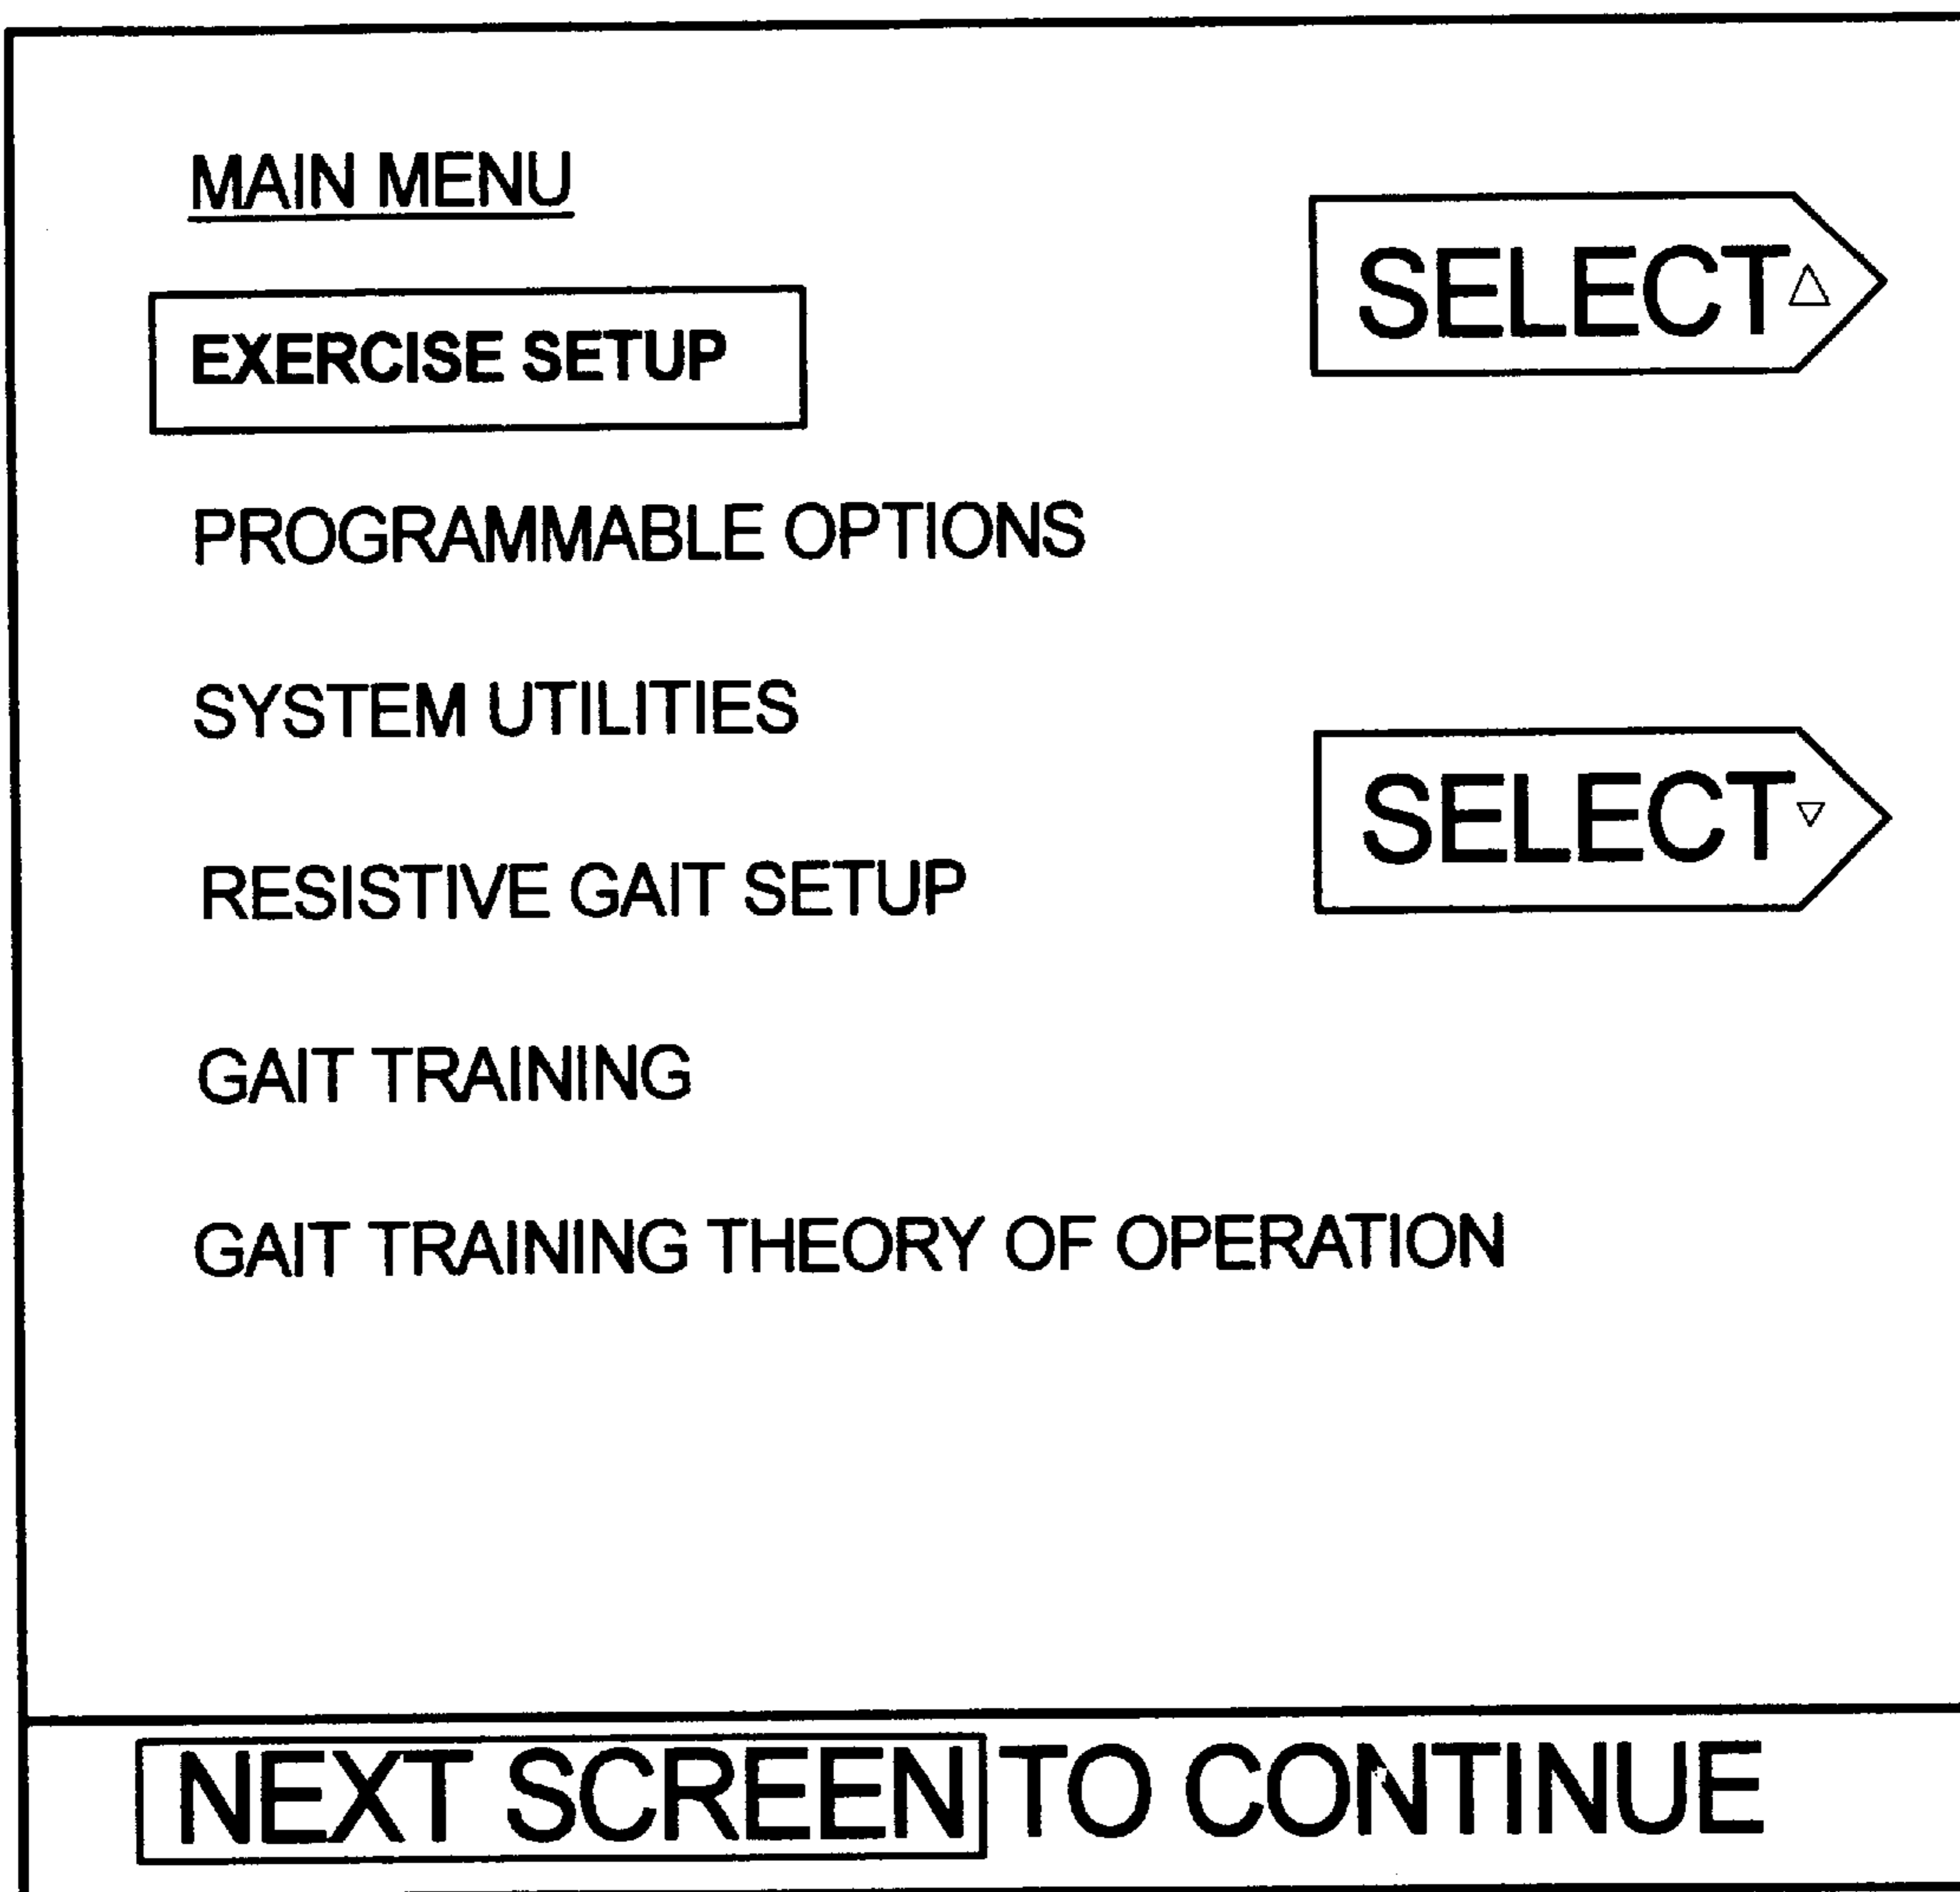 MAIN MENU
EXERCISE SETUP
PROGRAMMABLE OPTIONS
SYSTEM UTILITIES
RESISTIVE GAIT SETUP
GAIT TRAINING
GAIT TRAINING THEORY OF OPERATION
SELECT △
SELECT ▽
NEXT SCREEN TO CONTINUE